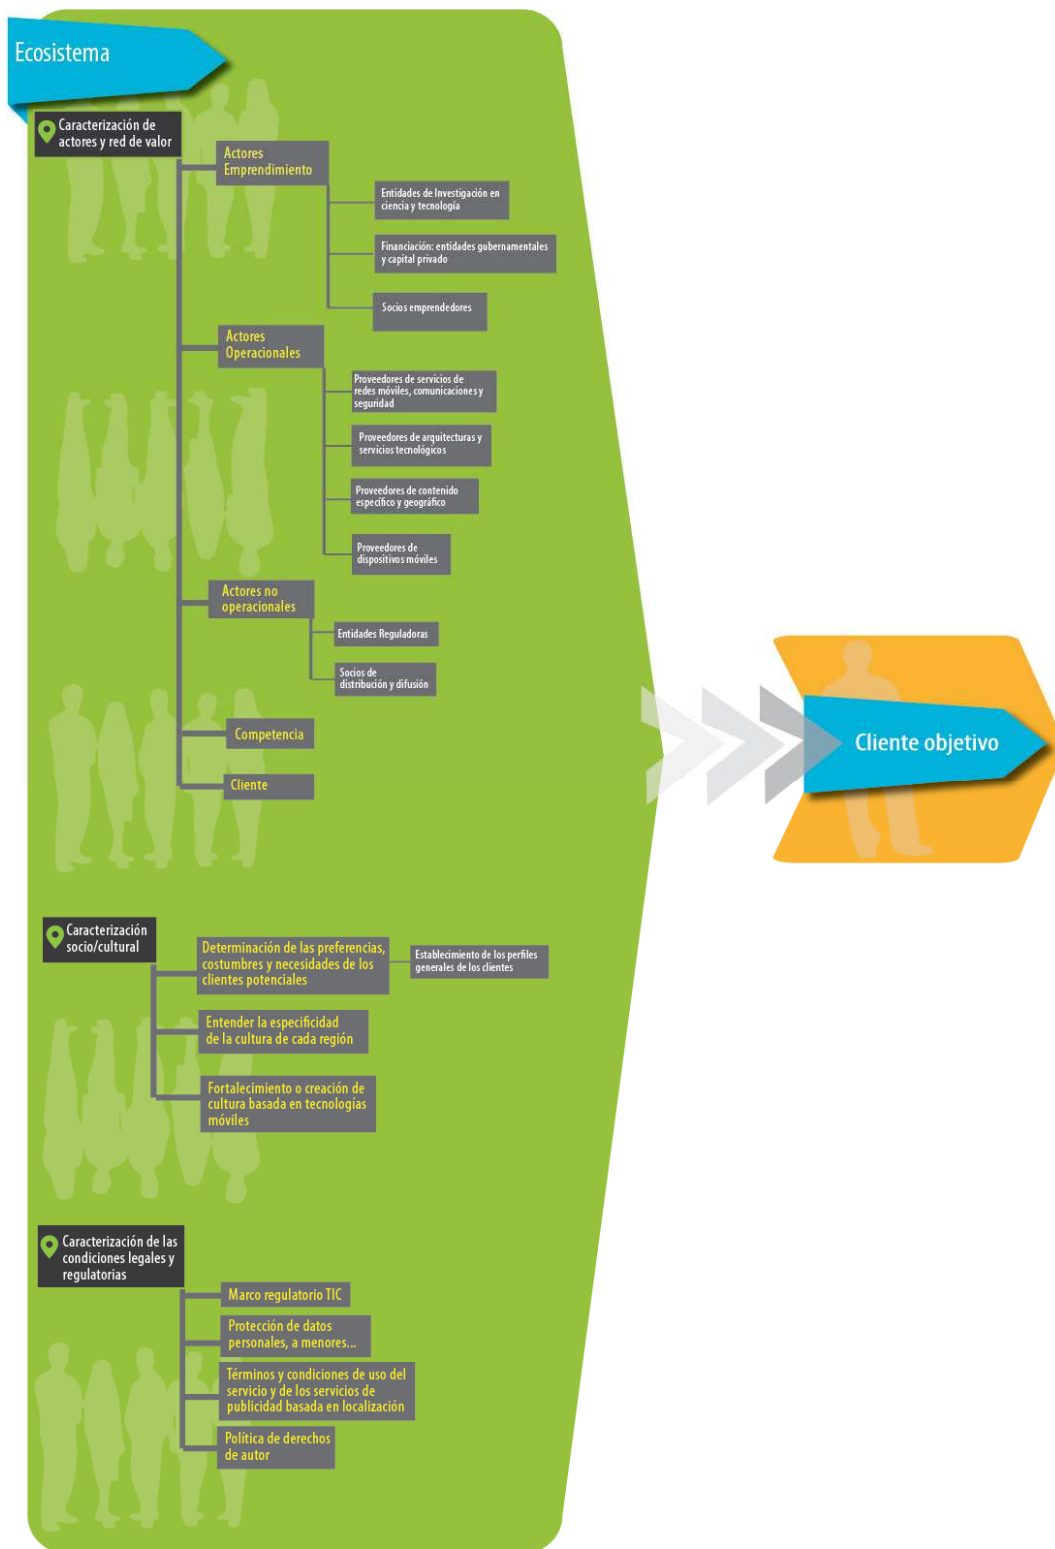 Ecosistema
Caracterización de
actores y red de valor
Actores
Emprendimiento
Entidades de Investigación en
ciencia y tecnología
Financiación: entidades gubernamentales
y capital privado
Socios emprendedores
Actores
Operacionales
Proveedores de servicios de
redes móviles, comunicaciones y
seguridad
Proveedores de arquitecturas y
servicios tecnológicos
Proveedores de contenido
específico y geográfico
Proveedores de
dispositivos móviles
Actores no
operacionales
Entidades Reguladoras
Socios de
distribución y difusión
Competencia
Cliente
Cliente objetivo
Caracterización
socio/cultural
Determinación de las preferencias,
costumbres y necesidades de los
clientes potenciales
Establecimiento de los perfiles
generales de los clientes
Entender la especificidad
de la cultura de cada región
Fortalecimiento o creación de
cultura basada en tecnologías
móviles
Caracterización de las
condiciones legales y
regulatorias
Marco regulatorio TIC
Protección de datos
personales, a menores...
Términos y condiciones de uso del
servicio y de los servicios de
publicidad basada en localización
Política de derechos
de autor